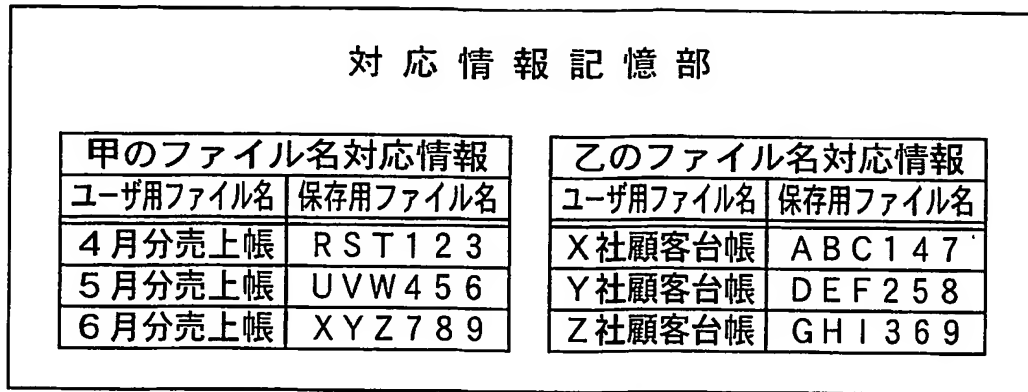 対応情報記憶部
甲のファイル名対応情報
ユーザ用ファイル名 保存用ファイル名
4月分売上帳 RST123
5月分売上帳 UVW456
6月分売上帳 XYZ789
乙のファイル名対応情報
ユーザ用ファイル名 保存用ファイル名
X社顧客台帳 ABC147
Y社顧客台帳 DEF258
Z社顧客台帳 GHI369